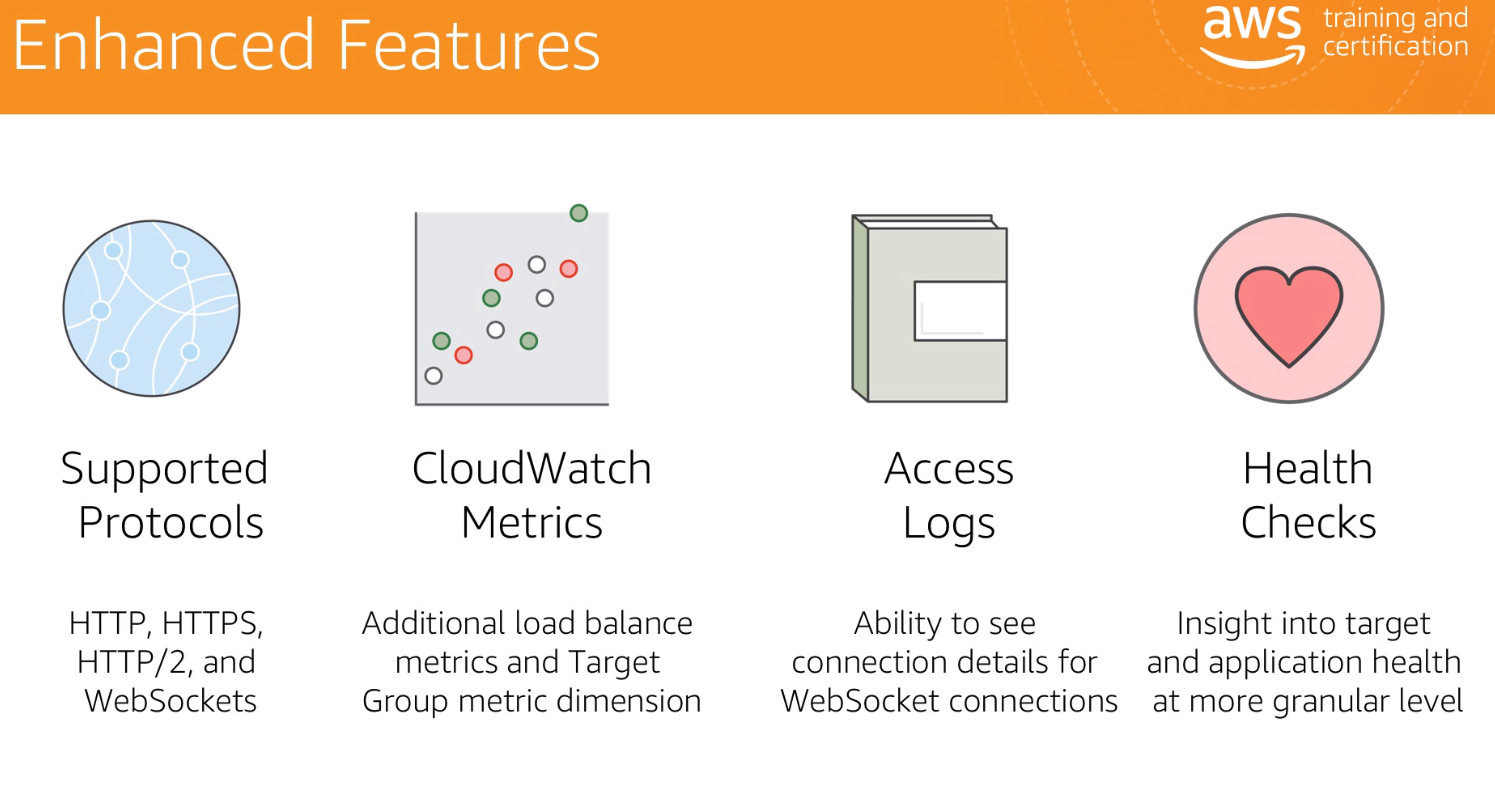 Enhanced Features
aws training and
certification
Supported
Protocols
HTTP, HTTPS,
HTTP/2, and
WebSockets
CloudWatch
Metrics
Additional load balance
metrics and Target
Group metric dimension
Access
Logs
Ability to see
connection details for
WebSocket connections
Health
Checks
Insight into target
and application health
at more granular level